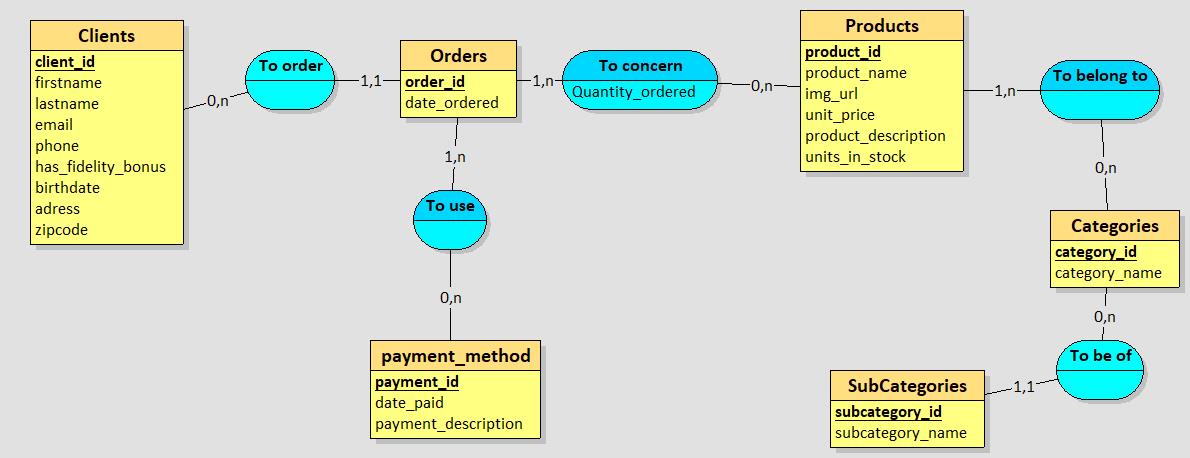 Clients
client_id
firstname
lastname
email
phone
has_fidelity_bonus
birthdate
adress
zipcode
0,n
To order
1,1
Orders
order_id
date_ordered
1,n
To concern
Quantity_ordered
0,n
Products
product_id
product_name
img_url
unit_price
product_description
units_in_stock
1,n
To belong to
0,n
Categories
category_id
category_name
0,n
To be of
1,1
SubCategories
subcategory_id
subcategory_name
1,n
To use
0,n
payment_method
payment_id
date_paid
payment_description